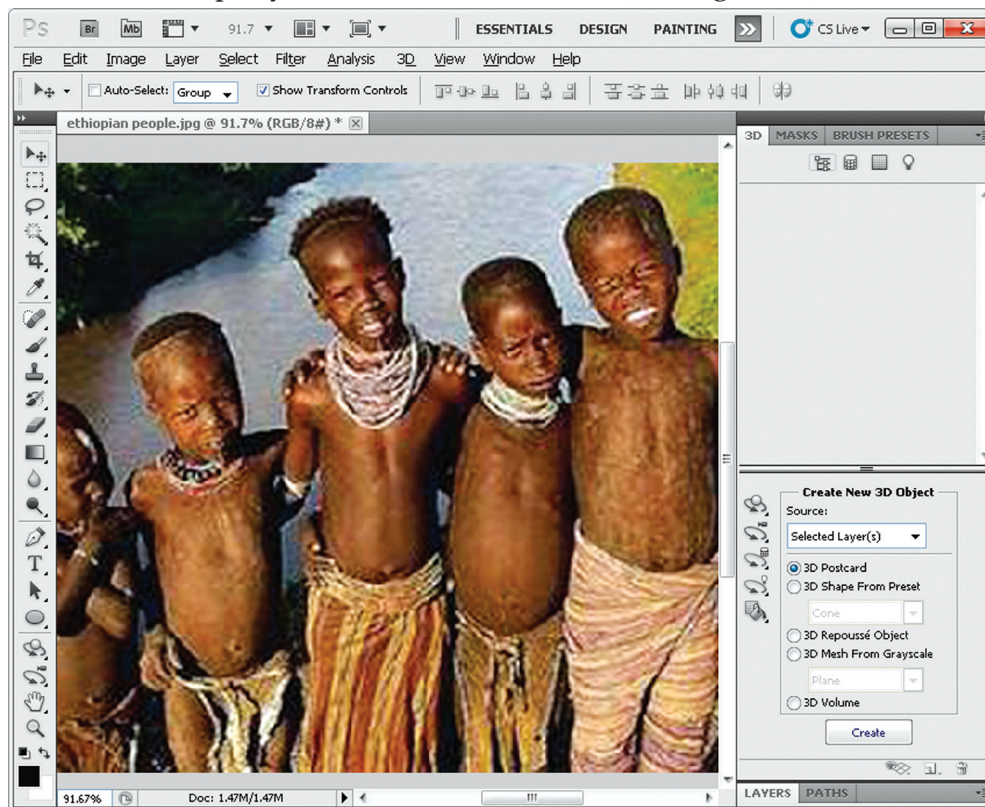 Ps Br Mb 91.7 ESSENTIALS DESIGN PAINTING CS Live
File Edit Image Layer Select Filter Analysis 3D View Window Help
Auto-Select: Group Show Transform Controls
ethiopian people.jpg @ 91.7% (RGB/8#) *
3D MASKS BRUSH PRESETS
Create New 3D Object
Source:
Selected Layer(s)
3D Postcard
3D Shape From Preset
Cone
3D Repoussé Object
3D Mesh From Grayscale
Plane
3D Volume
Create
T
91.67% Doc: 1.47M/1.47M
LAYERS PATHS